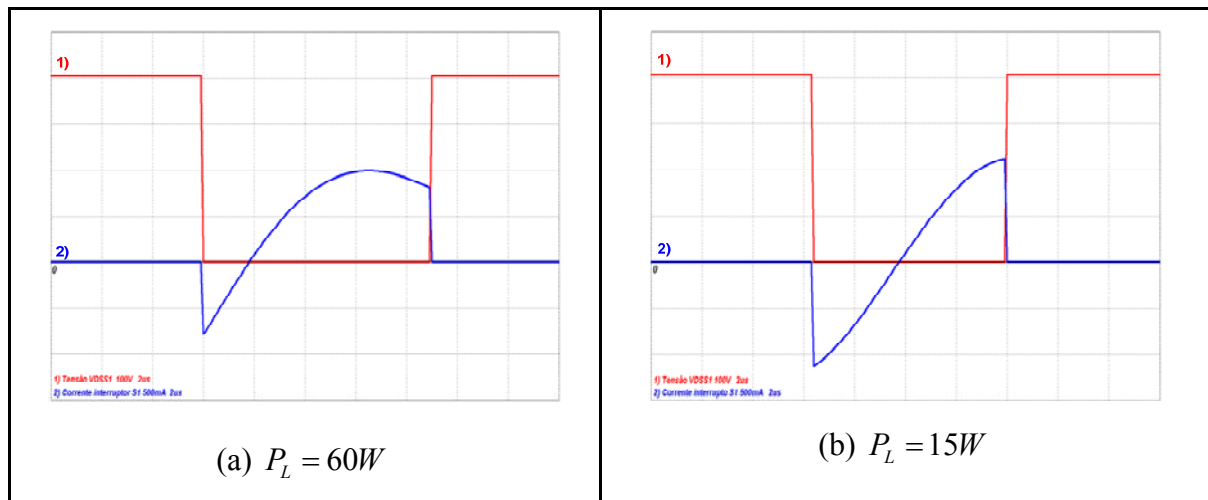 1)
2)
0
1) Tensão VDSS1 100V 2us
2) Corrente interruptor S1 500mA 2us
(a) P_L = 60W
1)
2)
0
1) Tensão VDSS1 100V 2us
2) Corrente interrupto S1 500mA 2us
(b) P_L = 15W